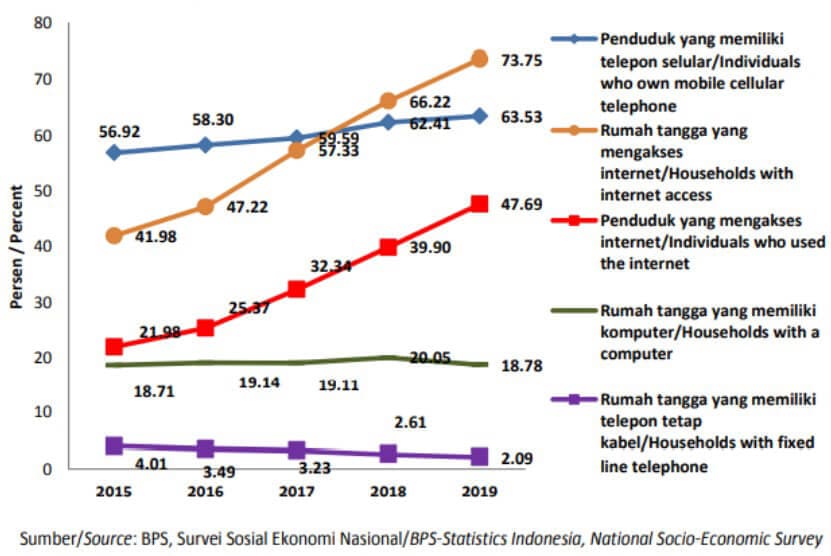 80
70
60
50
40
30
20
10
0
Persen / Percent
56.92
58.30
59.59
62.41
63.53
41.98
47.22
57.33
66.22
73.75
21.98
25.37
32.34
39.90
47.69
18.71
19.14
19.11
20.05
18.78
4.01
3.49
3.23
2.61
2.09
2015
2016
2017
2018
2019
Penduduk yang memiliki
telepon selular/Individuals
who own mobile cellular
telephone
Rumah tangga yang
mengakses
internet/Households with
internet access
Penduduk yang mengakses
internet/Individuals who used
the internet
Rumah tangga yang memiliki
komputer/Households with a
computer
Rumah tangga yang memiliki
telepon tetap
kabel/Households with fixed
line telephone
Sumber/Source: BPS, Survei Sosial Ekonomi Nasional/BPS-Statistics Indonesia, National Socio-Economic Survey